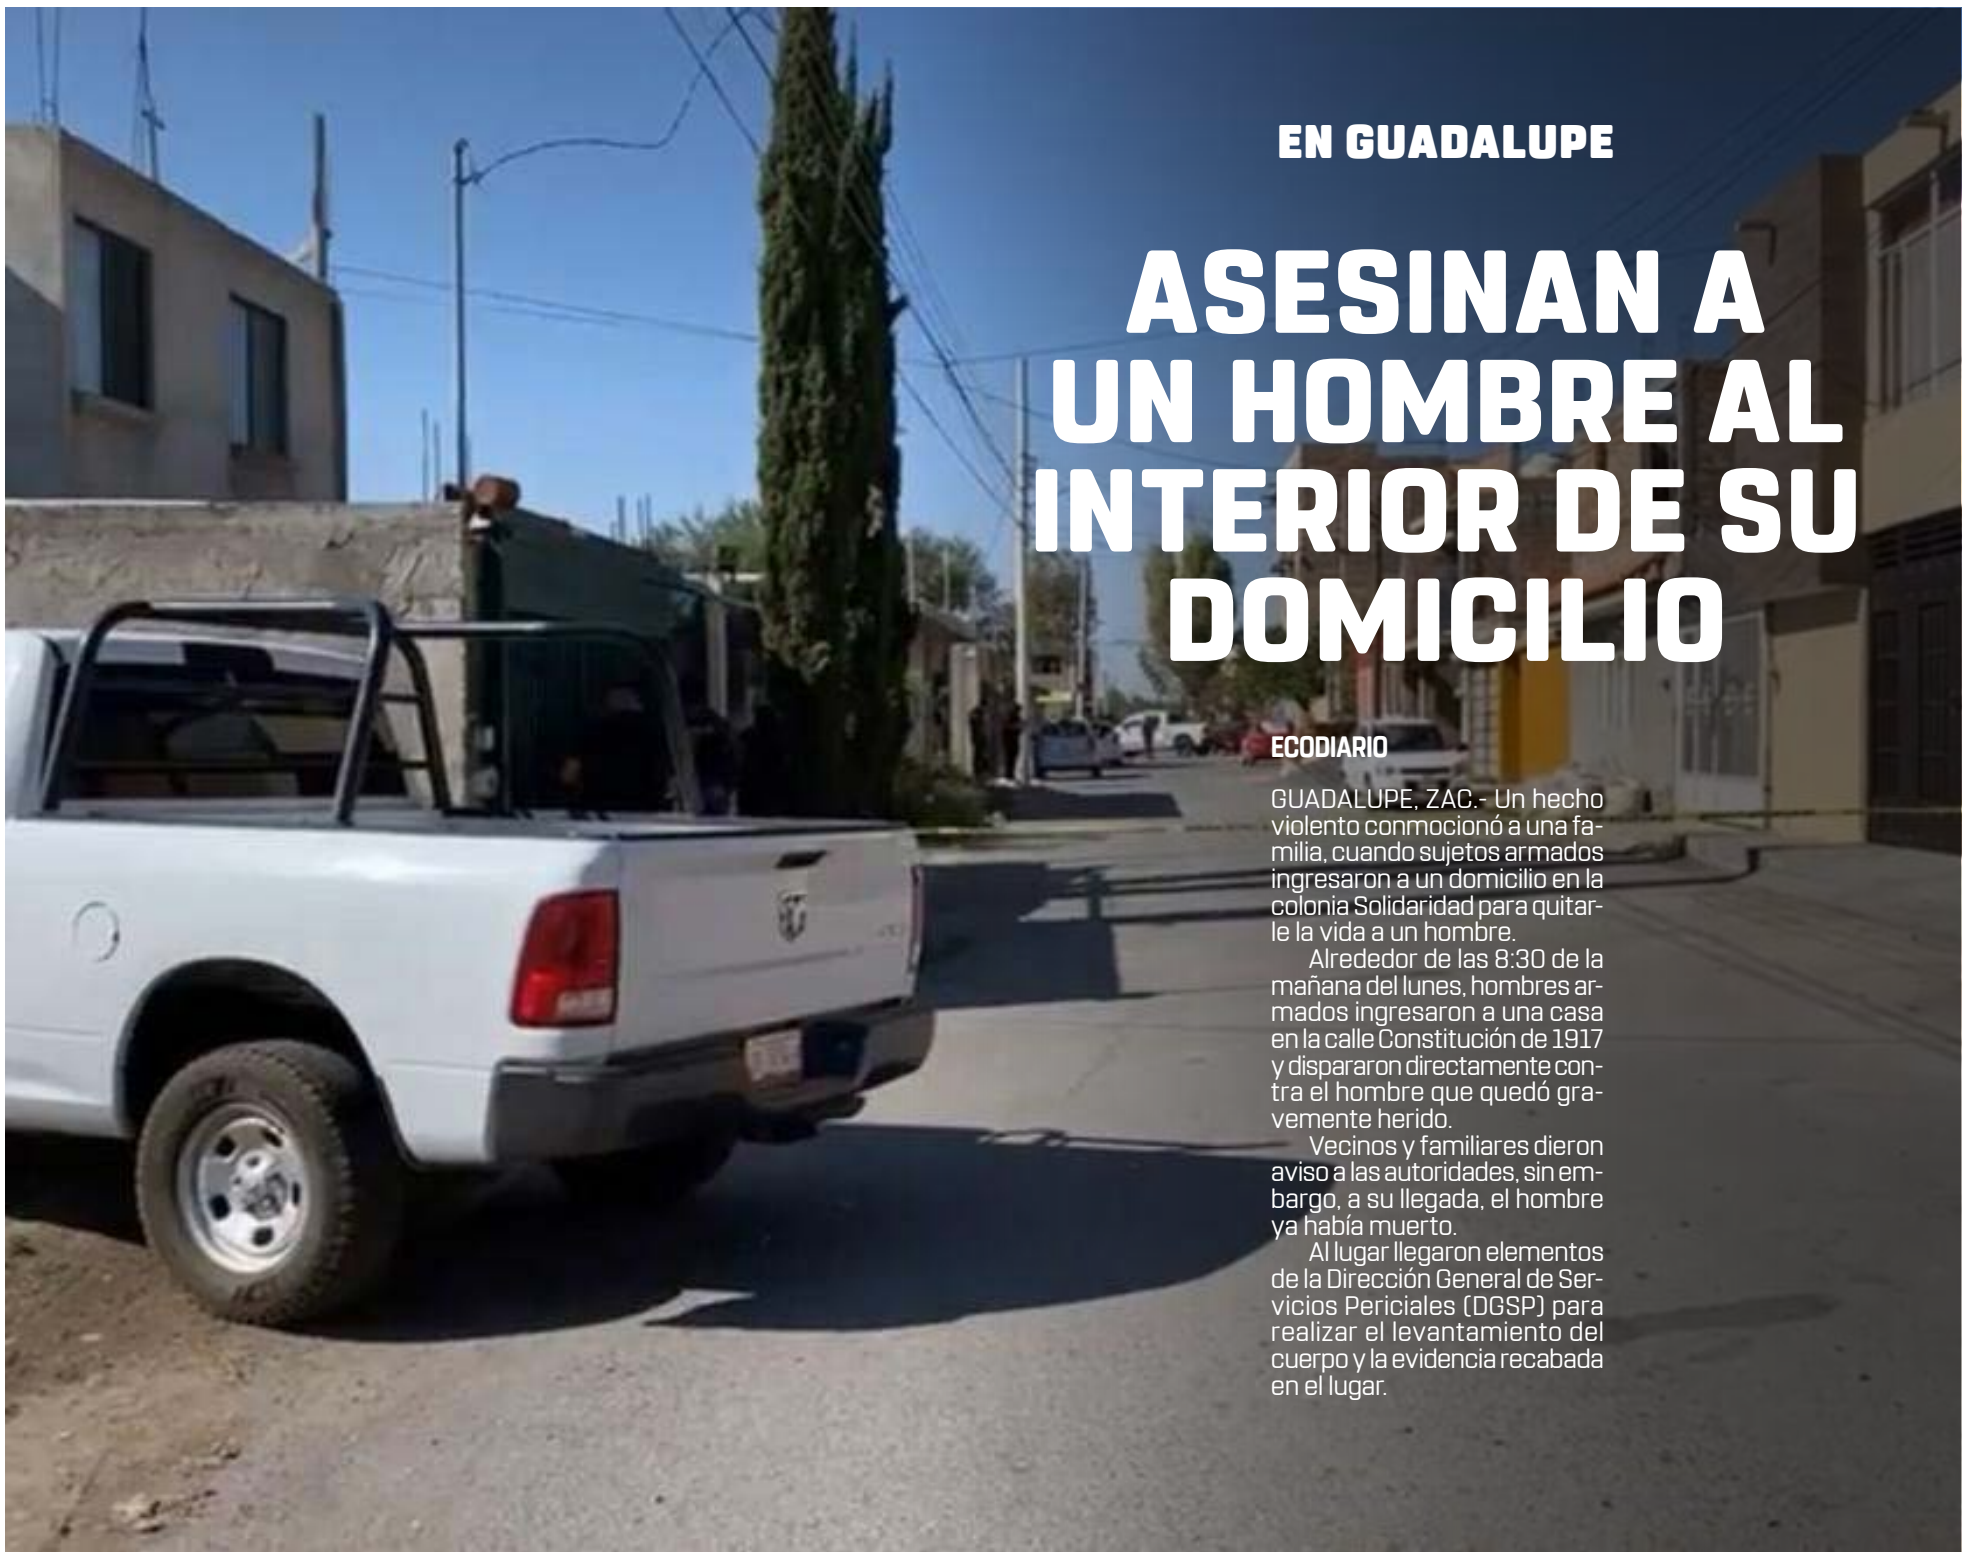 EN GUADALUPE
ASESINAN A
UN HOMBRE AL
INTERIOR DE SU
DOMICILIO
ECODIARIO
GUADALUPE, ZAC.- Un hecho
violento conmocionó a una fa-
milia, cuando sujetos armados
ingresaron a un domicilio en la
colonia Solidaridad para quitar-
le la vida a un hombre.
Alrededor de las 8:30 de la
mañana del lunes, hombres ar-
mados ingresaron a una casa
en la calle Constitución de 1917
y dispararon directamente con-
tra el hombre que quedó gra-
vemente herido.
Vecinos y familiares dieron
aviso a las autoridades, sin em-
bargo, a su llegada, el hombre
ya había muerto.
Al lugar llegaron elementos
de la Dirección General de Ser-
vicios Periciales (DGSP) para
realizar el levantamiento del
cuerpo y la evidencia recabada
en el lugar.